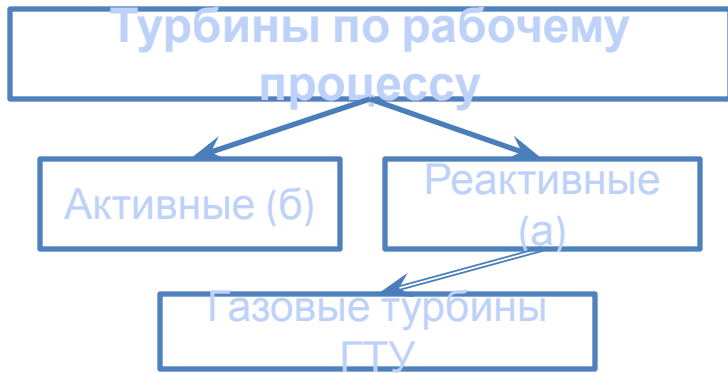 Турбины по рабочему
процессу
Активные (б)
Реактивные
(а)
Газовые турбины
ГТУ